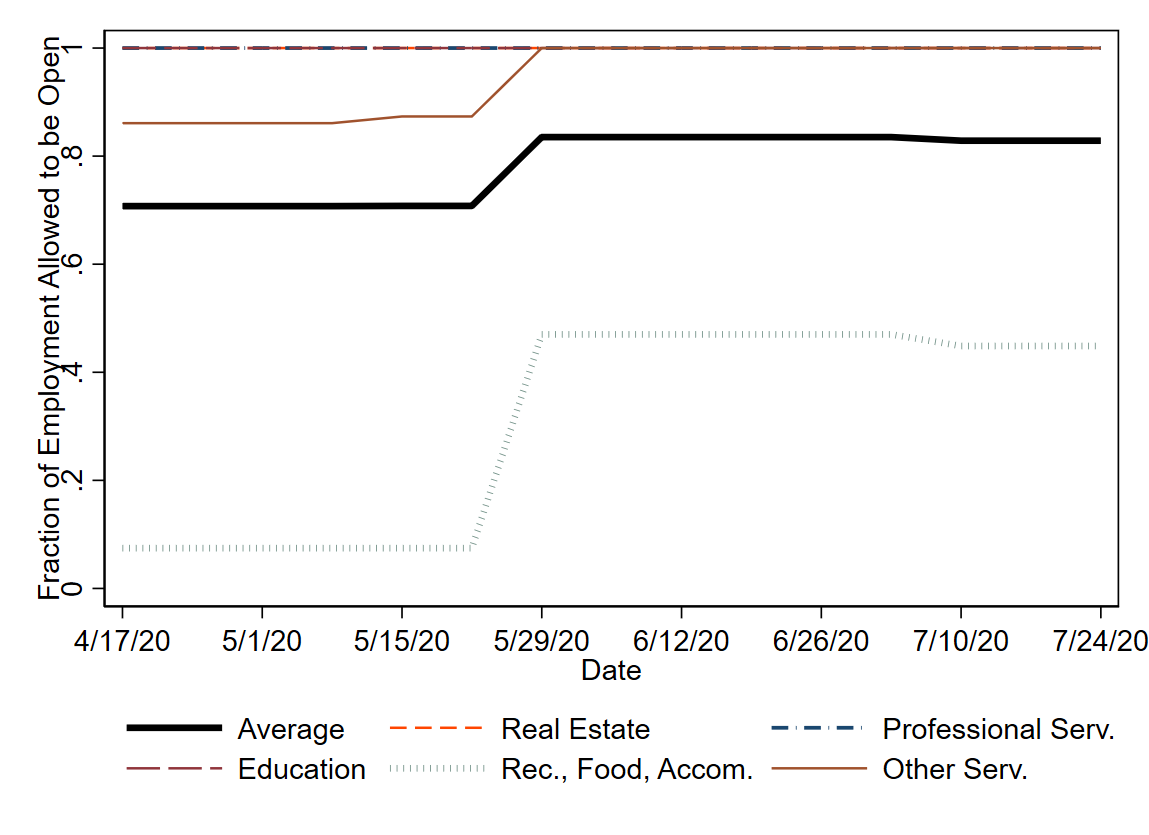 Fraction of Employment Allowed to be Open
1
.8
.6
.4
.2
0
4/17/20 5/1/20 5/15/20 5/29/20 6/12/20 6/26/20 7/10/20 7/24/20
Date
Average Real Estate Professional Serv.
Education Rec., Food, Accom. Other Serv.